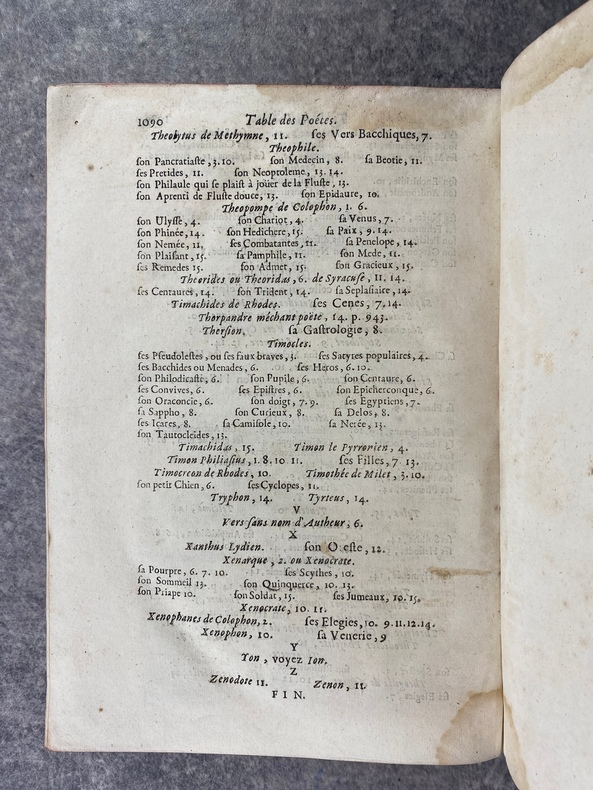 1090 Table des Poétes.
Theolytus de Methymne, 11. ses Vers Bacchiques, 7.
Theophile.
son Pancratiaste, 3. 10. son Medecin, 8. sa Beotie, 11.
ses Pretides, 11. son Neoptoleme, 13. 14.
son Philaule qui se plaist à joüer de la Fluste, 13.
son Aprenti de Fluste douce, 13. son Epidaure, 10.
Theopompe de Colophon, 1. 6.
son Ulysse, 4. son Chariot, 4. sa Venus, 7.
son Phinée, 14. son Hedichere, 15. sa Paix, 9. 14.
son Nemée, 11. ses Combatantes, 11. sa Penelope, 14.
son Plaisant, 15. sa Pamphile, 11. son Mede, 11.
ses Remedes 15. son Admet, 15. son Gracieux, 15.
Theorides ou Theoridas, 6. de Syracuse, 11. 14.
ses Centaures, 14. son Trident, 14. sa Seplasiaire, 14.
Timachides de Rhodes. ses Cenes, 7. 14.
Thorpandre méchant poëte, 14. p. 943.
Thersion, sa Gastrologie, 8.
Timocles.
ses Pseudolestes, ou ses faux braves, 3. ses Satyres populaires, 4.
ses Bacchides ou Menades, 6. ses Heros, 6. 10.
son Philodicaste, 6. son Pupile, 6. son Centaure, 6.
ses Convives, 6. ses Epistres, 6. son Epicherconque, 6.
son Oraconcie, 6. son doigt, 7. 9. ses Egyptiens, 7.
sa Sappho, 8. son Curieux, 8. sa Delos, 8.
ses Icares, 8. sa Camisole, 10. sa Nerée, 13.
son Tautocleides, 13.
Timachidas, 15. Timon le Pyrronien, 4.
Timon Philiasius, 1. 8. 10 11. ses Filles, 7 13.
Timocreon de Rhodes, 10. Timothée de Milet, 3. 10.
son petit Chien, 6. ses Cyclopes, 11.
Tryphon, 14. Tyrteus, 14.
V
Vers sans nom d'Autheur, 6.
X
Xanthus Lydien. son O este, 12.
Xenarque, 2. ou Xenocrate.
sa Pourpre, 6. 7. 10. ses Scythes, 10.
son Sommeil 13. son Quinquerce, 10. 13.
son Priape 10. son Soldat, 15. ses Jumeaux, 10. 15.
Xenocrate, 10. 11.
Xenophanes de Colophon, 2. ses Elegies, 10. 9. 11. 12. 14.
Xenophon, 10. sa Venerie, 9
Y
Yon, voyez Ion.
Z
Zenodote 11. Zenon, 11.
FIN.